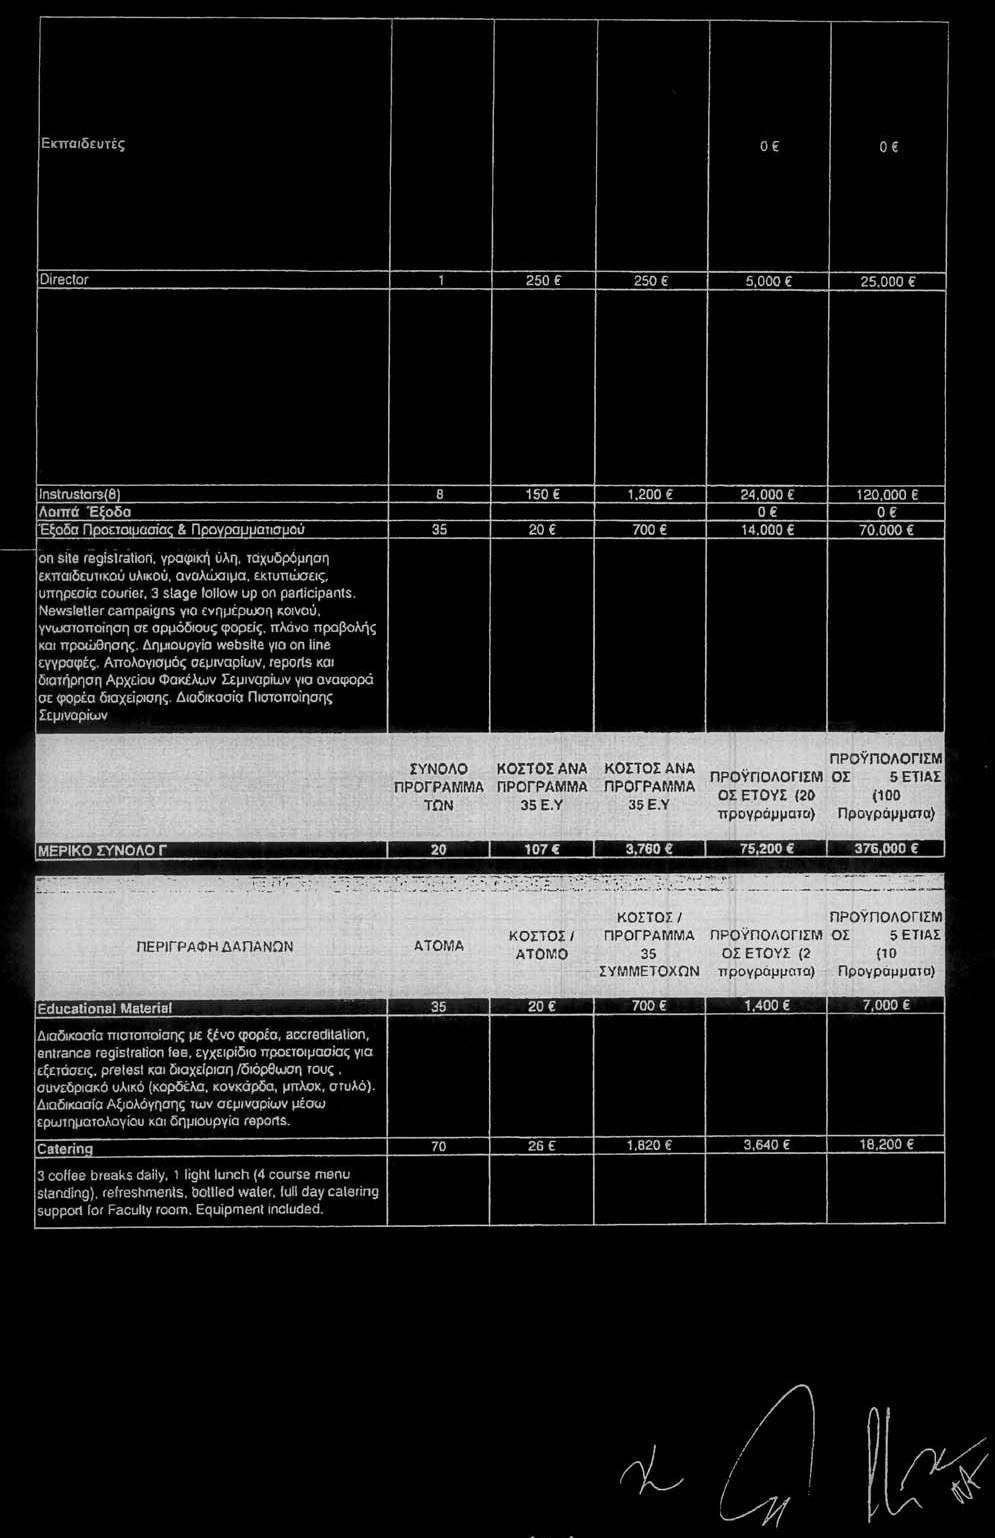 Εκπαιδευτές 0 € 0 €
Director 1 250 € 250 € 5,000 € 25,000 €
Instrustors(8) 8 150 € 1,200 € 24,000 € 120,000 €
Λοιπά Έξοδα 0 € 0 €
Έξοδα Προετοιμασίας & Προγραμματισμού 35 20 € 700 € 14,000 € 70,000 €
on site registration, γραφική ύλη, ταχυδρόμηση
εκπαιδευτικού υλικού, αναλώσιμα, εκτυπώσεις,
υπηρεσία courier, 3 stage follow up on participants.
Newsletter campaigns για ενημέρωση κοινού,
γνωστοποίηση σε αρμόδιους φορείς, πλάνο προβολής
και προώθησης. Δημιουργία website για on line
εγγραφές. Απολογισμός σεμιναρίων, reports και
διατήρηση Αρχείου Φακέλων Σεμιναρίων για αναφορά
σε φορέα διαχείρισης. Διαδικασία Πιστοποίησης
Σεμιναρίων
ΣΥΝΟΛΟ
ΠΡΟΓΡΑΜΜΑ
ΤΩΝ
ΚΟΣΤΟΣ ΑΝΑ
ΠΡΟΓΡΑΜΜΑ
35 Ε.Υ
ΚΟΣΤΟΣ ΑΝΑ
ΠΡΟΓΡΑΜΜΑ
35 Ε.Υ
ΠΡΟΫΠΟΛΟΓΙΣΜ
ΟΣ ΕΤΟΥΣ (20
προγράμματα)
ΠΡΟΫΠΟΛΟΓΙΣΜ
ΟΣ 5 ΕΤΙΑΣ
(100
Προγράμματα)
ΜΕΡΙΚΟ ΣΥΝΟΛΟ Γ 20 107 € 3,760 € 75,200 € 376,000 €
ΠΕΡΙΓΡΑΦΗ ΔΑΠΑΝΩΝ
ΑΤΟΜΑ
ΚΟΣΤΟΣ /
ΑΤΟΜΟ
ΚΟΣΤΟΣ /
ΠΡΟΓΡΑΜΜΑ
35
ΣΥΜΜΕΤΟΧΩΝ
ΠΡΟΫΠΟΛΟΓΙΣΜ
ΟΣ ΕΤΟΥΣ (2
προγράμματα)
ΠΡΟΫΠΟΛΟΓΙΣΜ
ΟΣ 5 ΕΤΙΑΣ
(10
Προγράμματα)
Educational Material 35 20 € 700 € 1,400 € 7,000 €
Διαδικασία πιστοποίσης με ξένο φορέα, accreditation,
entrance registration fee, εγχειρίδιο προετοιμασίας για
εξετάσεις, pretest και διαχείριση /διόρθωση τους ,
συνεδριακό υλικό (κορδέλα, κονκάρδα, μπλοκ, στυλό).
Διαδικασία Αξιολόγησης των σεμιναρίων μέσω
ερωτηματολογίου και δημιουργία reports.
Catering 70 26 € 1,820 € 3,640 € 18,200 €
3 coffee breaks daily, 1 light lunch (4 course menu
standing), refreshments, bottled water, full day catering
support for Faculty room. Equipment included.